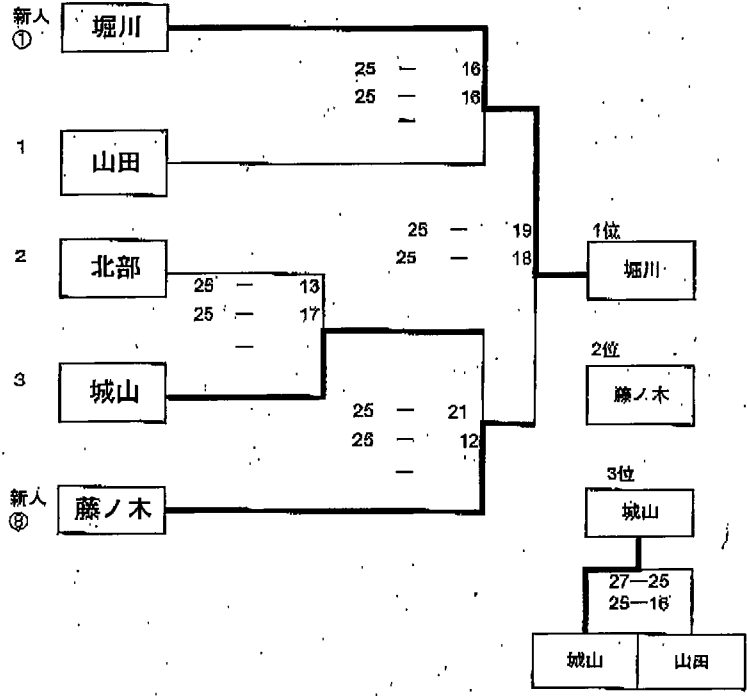 新人
① 堀川
25 ― 16
25 ― 16
―
1 山田
2 北部
25 ― 19
25 ― 18
1位
堀川
25 ― 13
25 ― 17
―
2位
藤ノ木
3 城山
25 ― 21
25 ― 12
―
3位
城山
新人
⑧ 藤ノ木
27―25
25―16
城山 山田